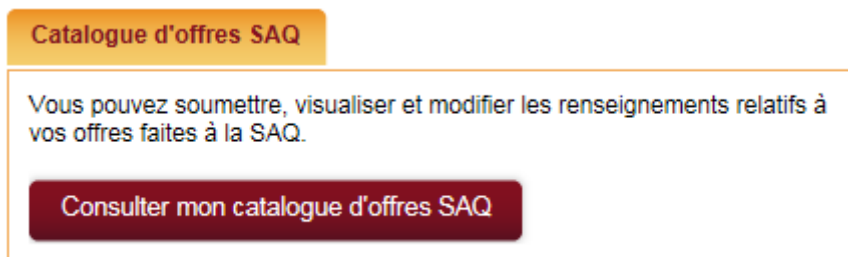 Catalogue d'offres SAQ
Vous pouvez soumettre, visualiser et modifier les renseignements relatifs à
vos offres faites à la SAQ.
Consulter mon catalogue d'offres SAQ